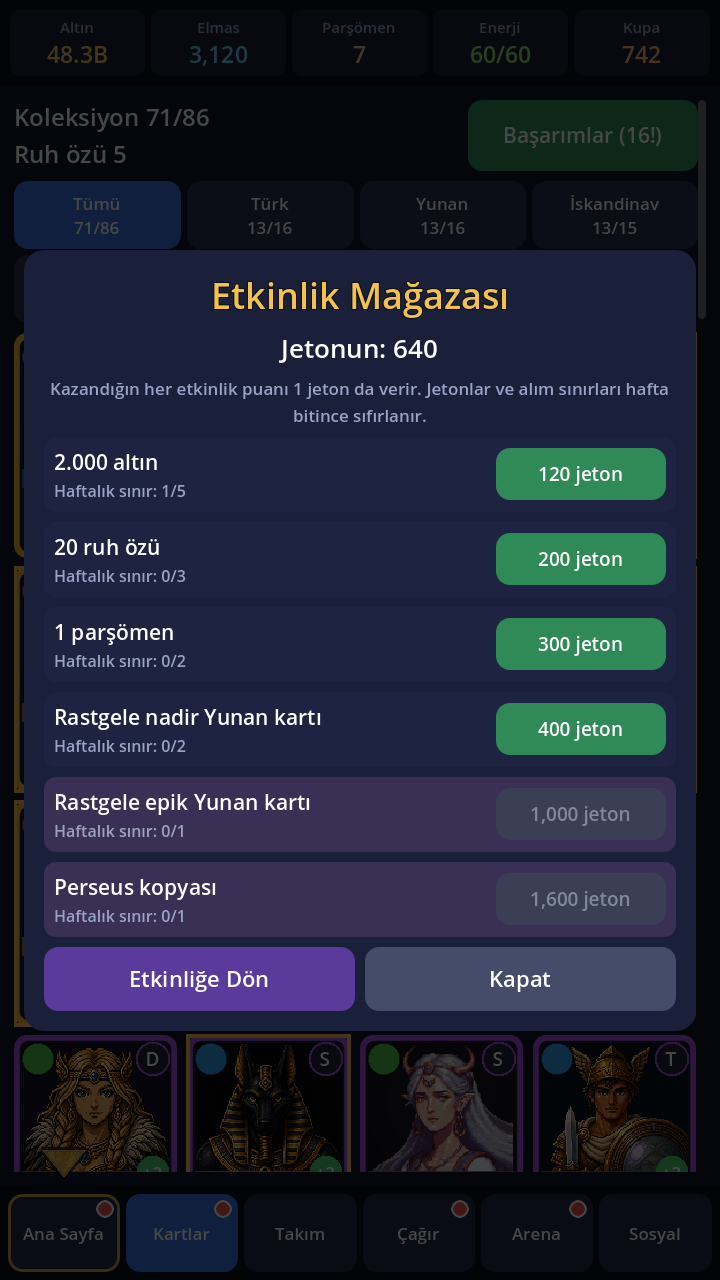 Altın
48.3B
Elmas
3,120
Parşömen
7
Enerji
60/60
Kupa
742
Koleksiyon 71/86
Ruh özü 5
Başarımlar (16!)
Tümü
71/86
Türk
13/16
Yunan
13/16
İskandinav
13/15
Etkinlik Mağazası
Jetonun: 640
Kazandığın her etkinlik puanı 1 jeton da verir. Jetonlar ve alım sınırları hafta
bitince sıfırlanır.
2.000 altın
Haftalık sınır: 1/5
120 jeton
20 ruh özü
Haftalık sınır: 0/3
200 jeton
1 parşömen
Haftalık sınır: 0/2
300 jeton
Rastgele nadir Yunan kartı
Haftalık sınır: 0/2
400 jeton
Rastgele epik Yunan kartı
Haftalık sınır: 0/1
1,000 jeton
Perseus kopyası
Haftalık sınır: 0/1
1,600 jeton
Etkinliğe Dön
Kapat
D
S
S
T
Ana Sayfa
Kartlar
Takım
Çağır
Arena
Sosyal